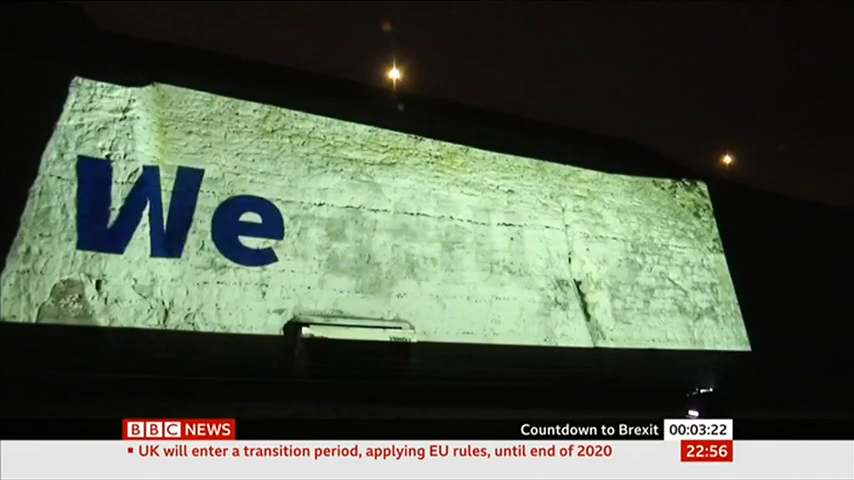 We
BBC NEWS
Countdown to Brexit 00:03:22
UK will enter a transition period, applying EU rules, until end of 2020 22:56